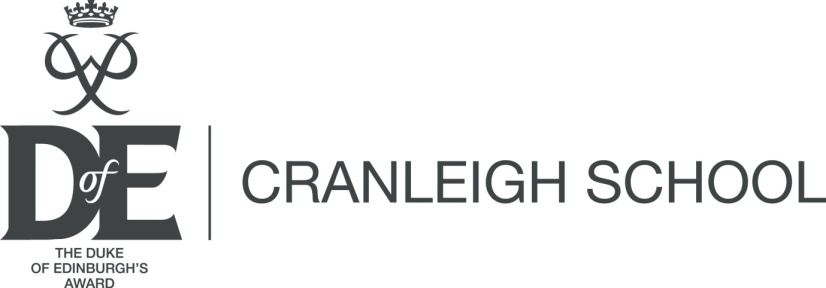 DofE
THE DUKE
OF EDINBURGH'S
AWARD
CRANLEIGH SCHOOL